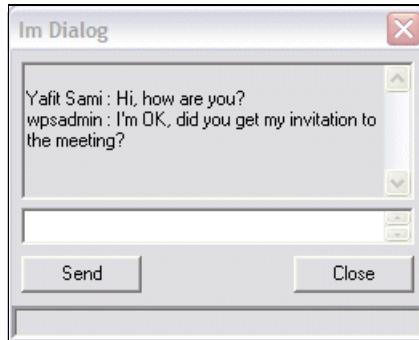 Im Dialog
Yafit Sami : Hi, how are you?
wpsadmin : I'm OK, did you get my invitation to
the meeting?
Send
Close